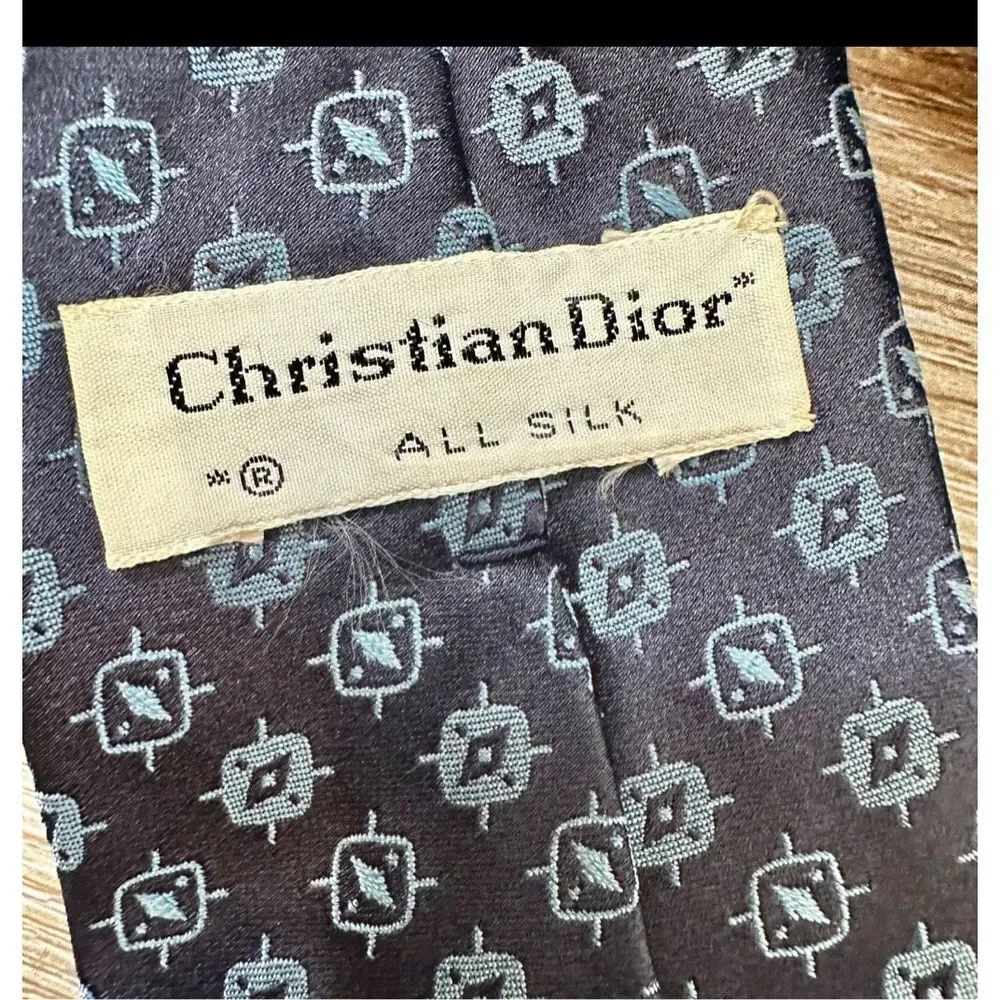 Christian Dior*
ALL SILK
*®